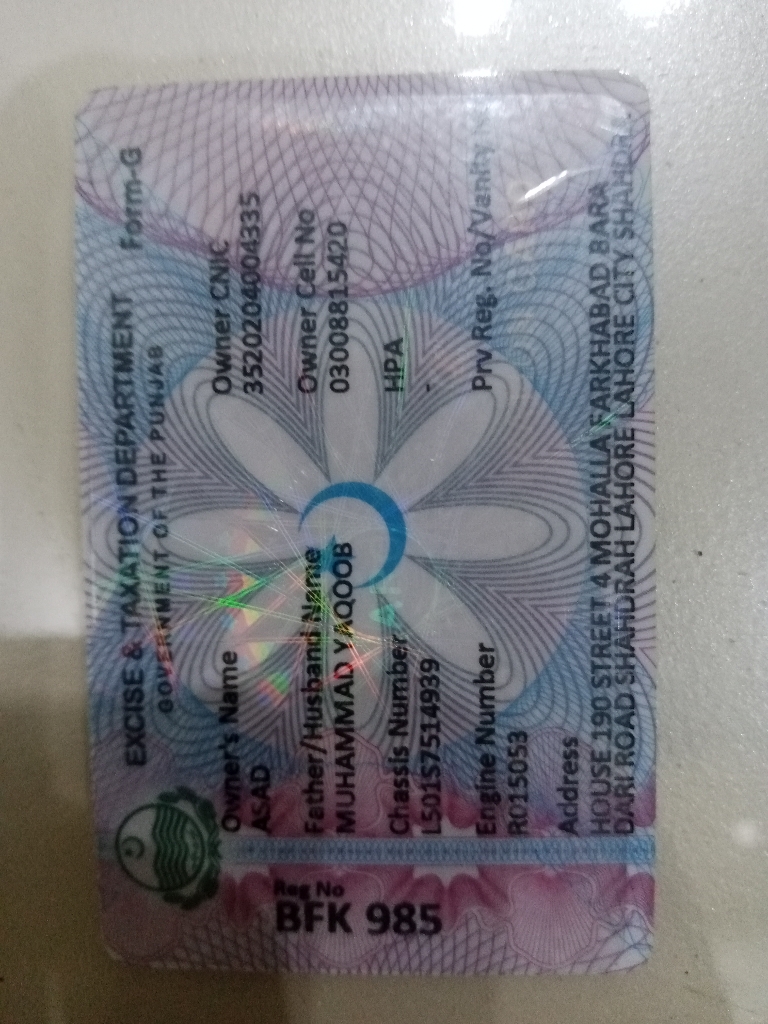 EXCISE & TAXATION DEPARTMENT Form-G
GOVERNMENT OF THE PUNJAB
Owner's Name Owner CNIC
ASAD 3520204004335
Father/Husband Name Owner Cell No
MUHAMMAD YAQOOB 03008815420
Chassis Number HPA
L501S7514939 -
Engine Number Prv Reg. No/Vanity
R015053
Address
HOUSE 190 STREET 4 MOHALLA FARKHABAD BARA
DARI ROAD SHAHDRAH LAHORE LAHORE CITY
Reg No
BFK 985